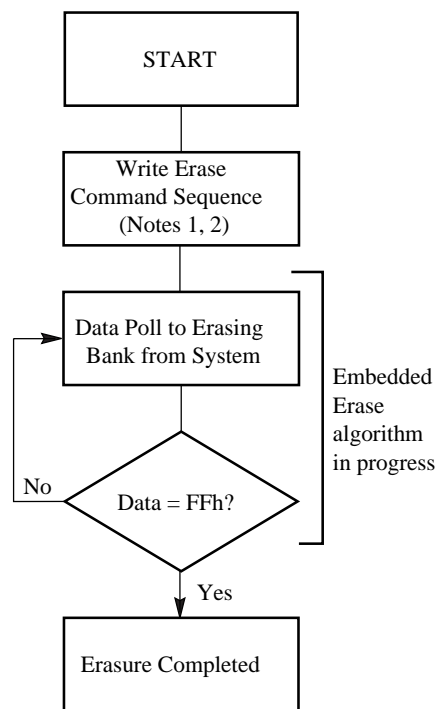 START
Write Erase
Command Sequence
(Notes 1, 2)
Data Poll to Erasing
Bank from System
Embedded
Erase
algorithm
in progress
No
Data = FFh?
Yes
Erasure Completed